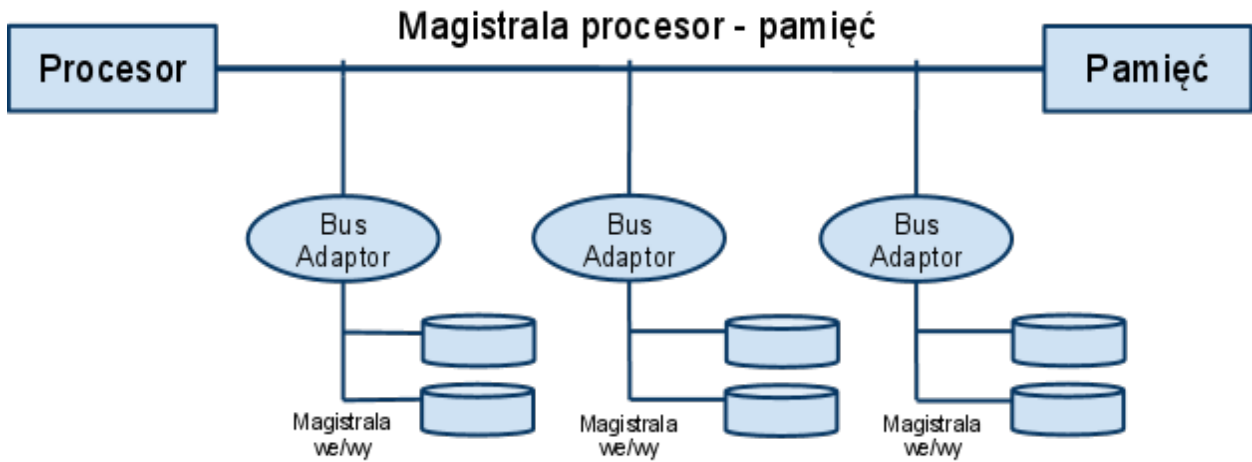 Magistrala procesor - pamięć
Procesor
Pamięć
Bus
Adaptor
Bus
Adaptor
Bus
Adaptor
Magistrala
we/wy
Magistrala
we/wy
Magistrala
we/wy